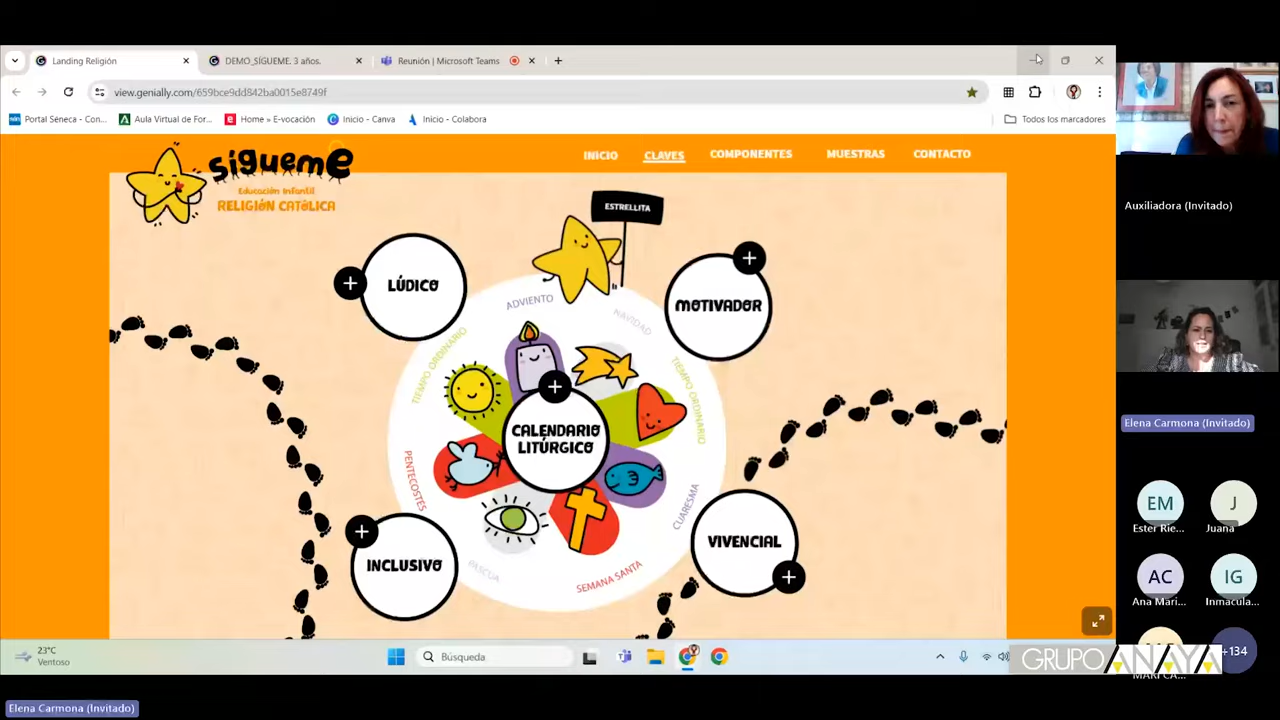 Landing Religión
DEMO_SÍGUEME. 3 años.
Reunión | Microsoft Teams
view.genially.com/659bce9dd842ba0015e8749f
Portal Séneca - Con...
Aula Virtual de For...
Home » E-vocación
Inicio - Canva
Inicio - Colabora
Todos los marcadores
sígueme
Educación Infantil
RELIGIÓN CATÓLICA
INICIO
CLAVES
COMPONENTES
MUESTRAS
CONTACTO
ESTRELLITA
LÚDICO
MOTIVADOR
ADVIENTO
NAVIDAD
TIEMPO ORDINARIO
TIEMPO ORDINARIO
CALENDARIO
LITÚRGICO
PENTECOSTES
CUARESMA
INCLUSIVO
VIVENCIAL
PASCUA
SEMANA SANTA
Auxiliadora (Invitado)
Elena Carmona (Invitado)
EM
Ester Rie...
J
Juana
AC
Ana Mari...
IG
Inmacula...
+134
23°C
Ventoso
Búsqueda
GRUPO ANAYA
Elena Carmona (Invitado)